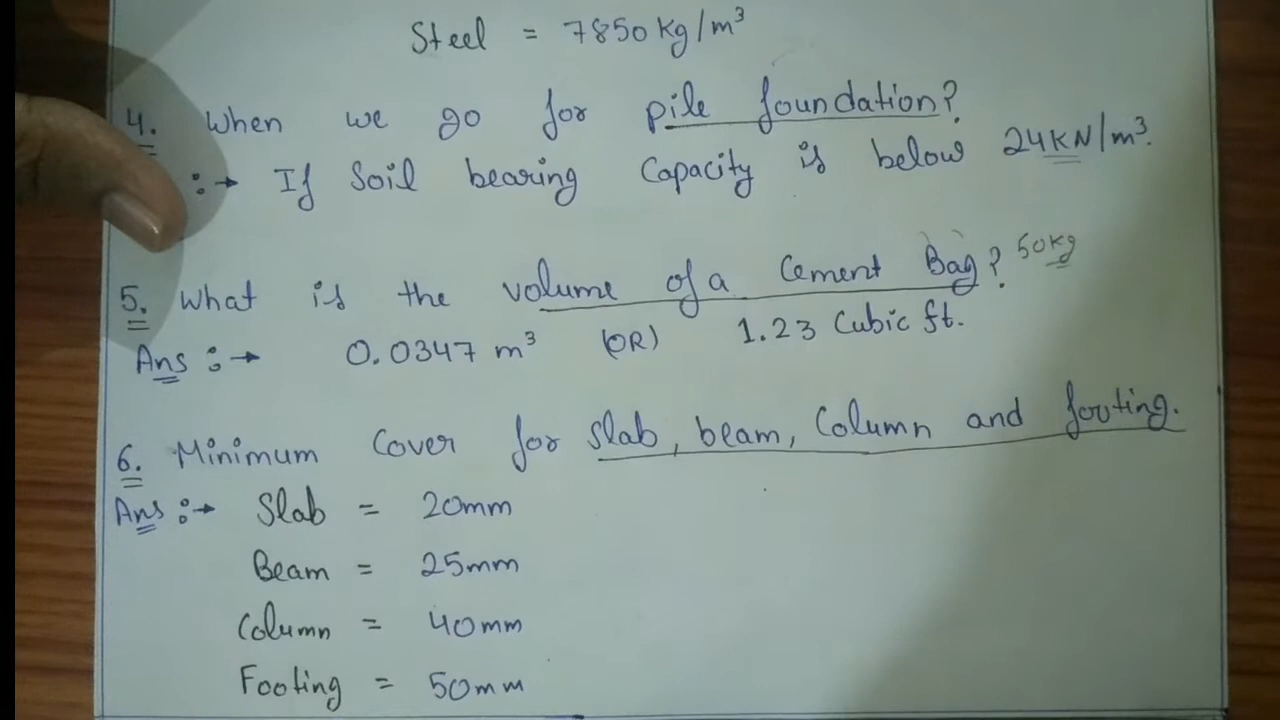 Steel = 7850 kg/m³
4. When we go for pile foundation?
:→ If Soil bearing Capacity is below 24KN/m³.
5. What is the volume of a Cement Bag? 50kg
Ans :→ 0.0347 m³ (OR) 1.23 Cubic ft.
6. Minimum Cover for slab, beam, Column and footing.
Ans :→ Slab = 20mm
Beam = 25mm
Column = 40mm
Footing = 50mm